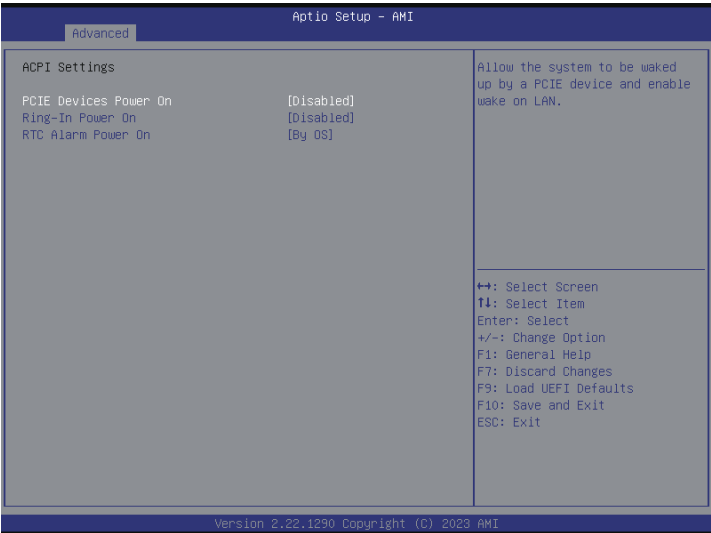 Aptio Setup – AMI
Advanced
ACPI Settings
PCIE Devices Power On [Disabled]
Ring-In Power On [Disabled]
RTC Alarm Power On [By OS]
Allow the system to be waked
up by a PCIE device and enable
wake on LAN.
↔: Select Screen
↑↓: Select Item
Enter: Select
+/-: Change Option
F1: General Help
F7: Discard Changes
F9: Load UEFI Defaults
F10: Save and Exit
ESC: Exit
Version 2.22.1290 Copyright (C) 2023 AMI